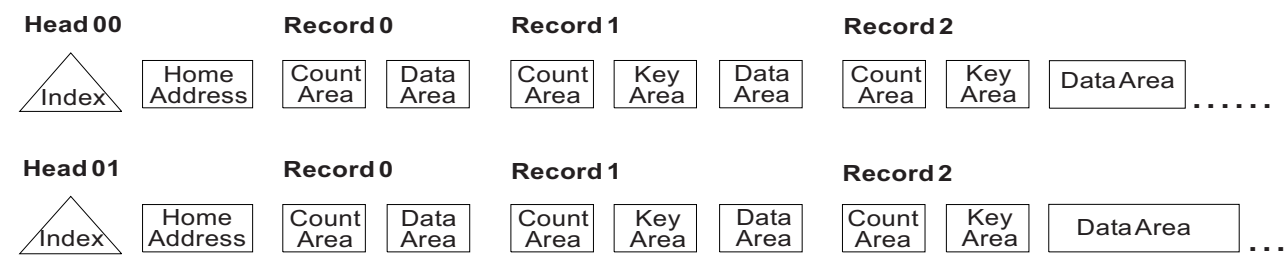 Head 00 Record 0 Record 1 Record 2
Index Home Address Count Area Data Area Count Area Key Area Data Area Count Area Key Area Data Area ......
Head 01 Record 0 Record 1 Record 2
Index Home Address Count Area Data Area Count Area Key Area Data Area Count Area Key Area Data Area ...